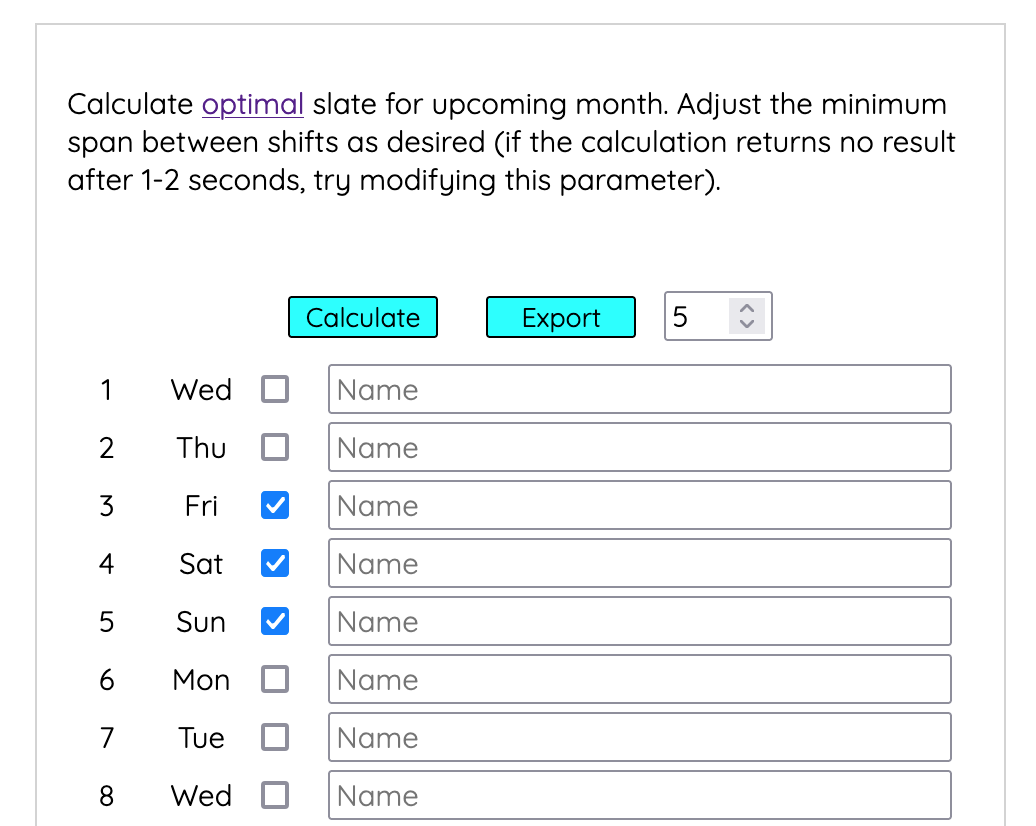 Calculate optimal slate for upcoming month. Adjust the minimum
span between shifts as desired (if the calculation returns no result
after 1-2 seconds, try modifying this parameter).
Calculate Export 5
1 Wed Name
2 Thu Name
3 Fri Name
4 Sat Name
5 Sun Name
6 Mon Name
7 Tue Name
8 Wed Name